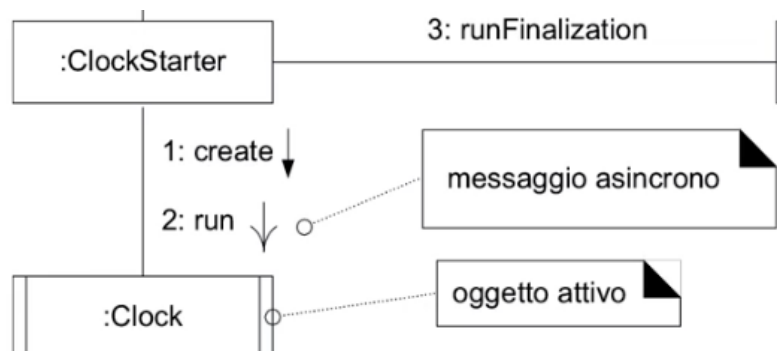 3: runFinalization
:ClockStarter
1: create
messaggio asincrono
2: run
oggetto attivo
:Clock